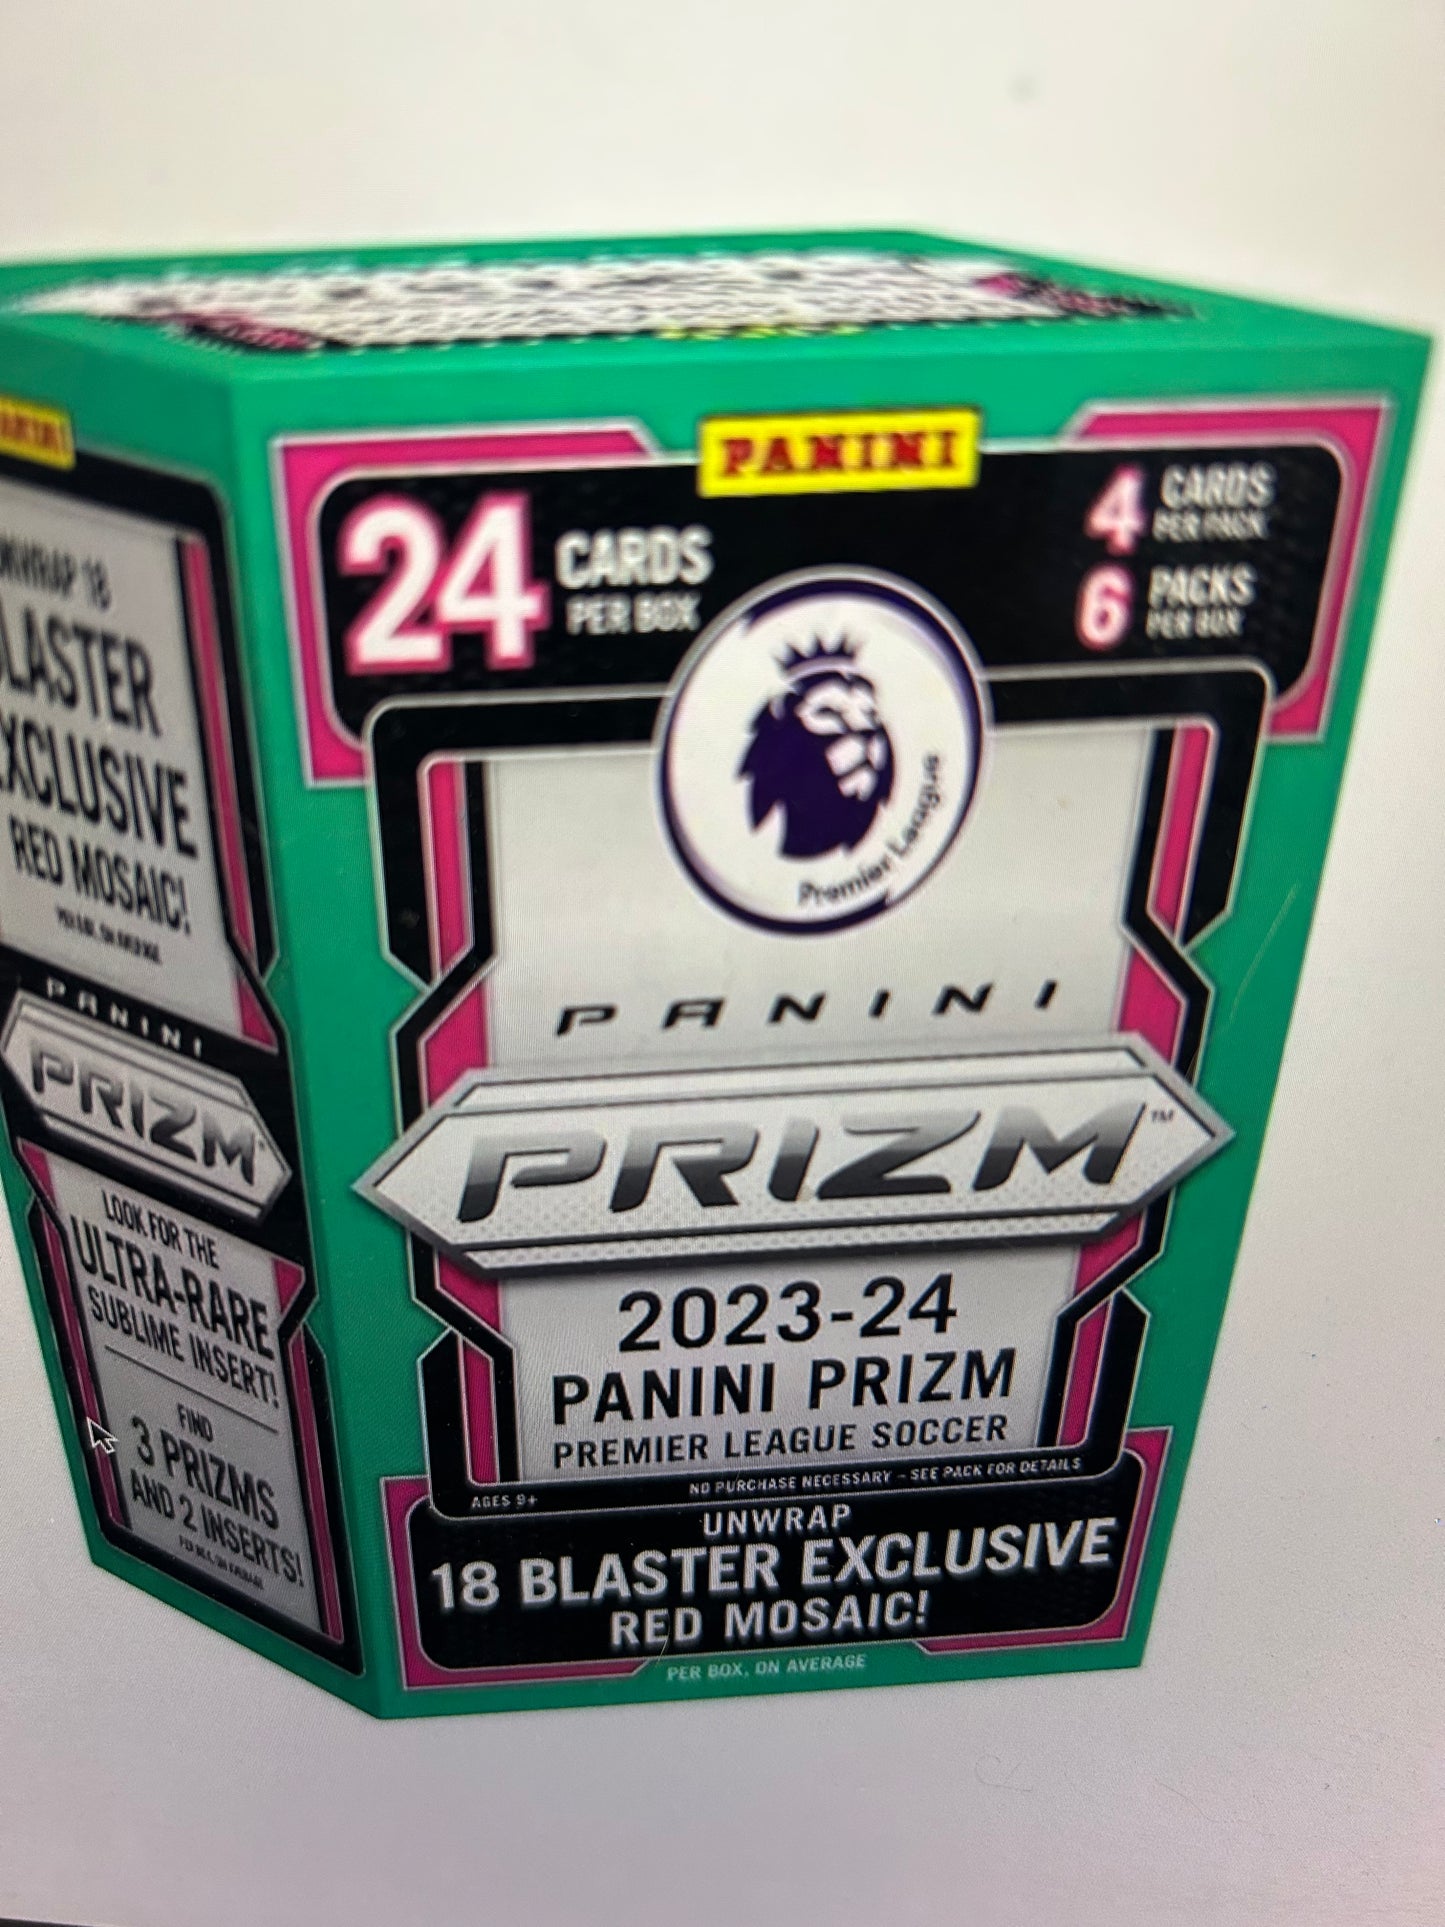 PANINI
24
CARDS
PER BOX
4
CARDS
PER PACK
6
PACKS
PER BOX
Premier League
PANINI
PRIZM™
2023-24
PANINI PRIZM
PREMIER LEAGUE SOCCER
NO PURCHASE NECESSARY – SEE PACK FOR DETAILS
AGES 9+
UNWRAP
18 BLASTER EXCLUSIVE
RED MOSAIC!
PER BOX, ON AVERAGE
18
EXCLUSIVE
RED MOSAIC!
PANINI
PRIZM
LOOK FOR THE
ULTRA-RARE
SUBLIME INSERT!
FIND
3 PRIZMS
AND 2 INSERTS!